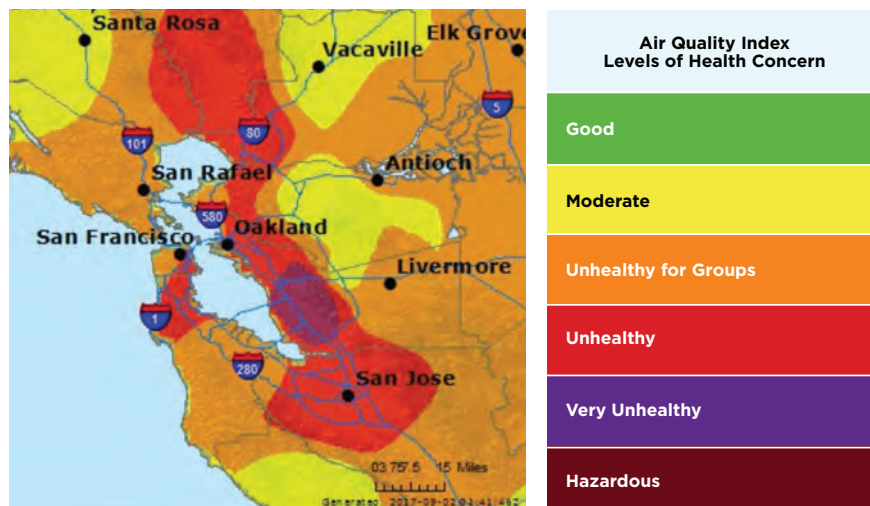 Santa Rosa
Vacaville
Elk Grove
5
80
101
Antioch
San Rafael
580
Oakland
San Francisco
Livermore
1
280
San Jose
15 Miles
Generated
Air Quality Index
Levels of Health Concern
Good
Moderate
Unhealthy for Groups
Unhealthy
Very Unhealthy
Hazardous